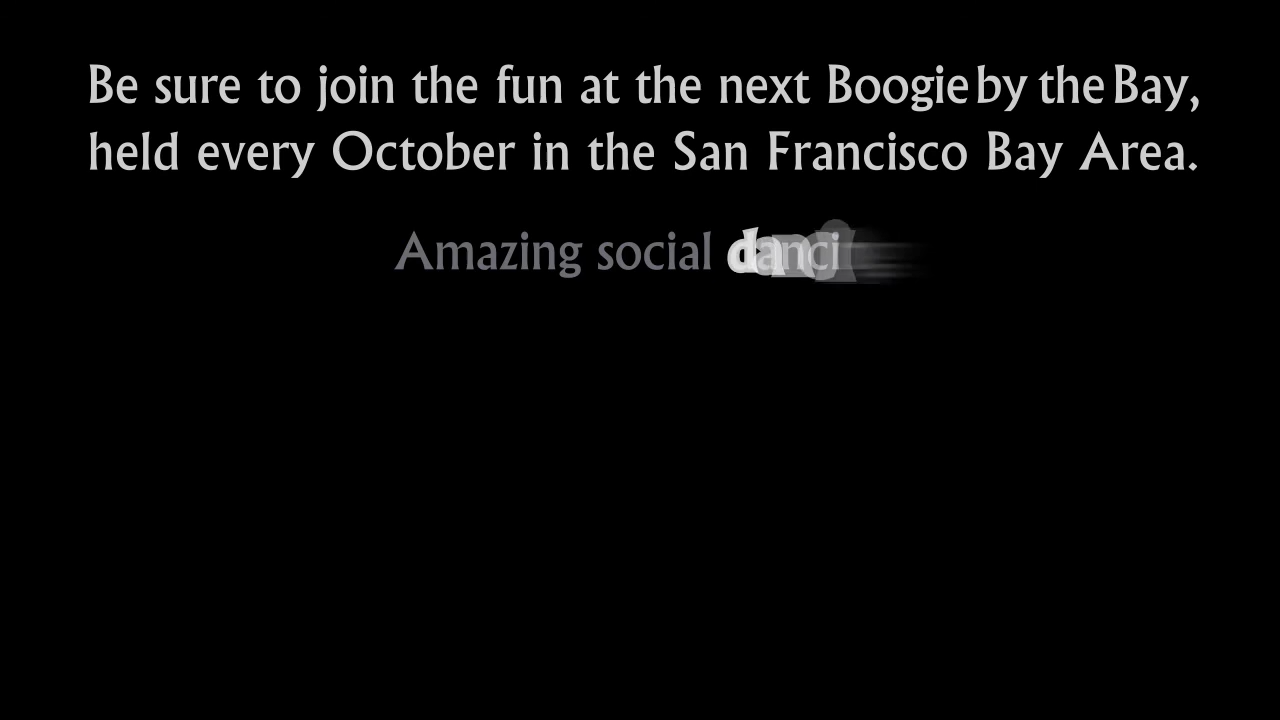 Be sure to join the fun at the next Boogie by the Bay,
held every October in the San Francisco Bay Area.
Amazing social danci